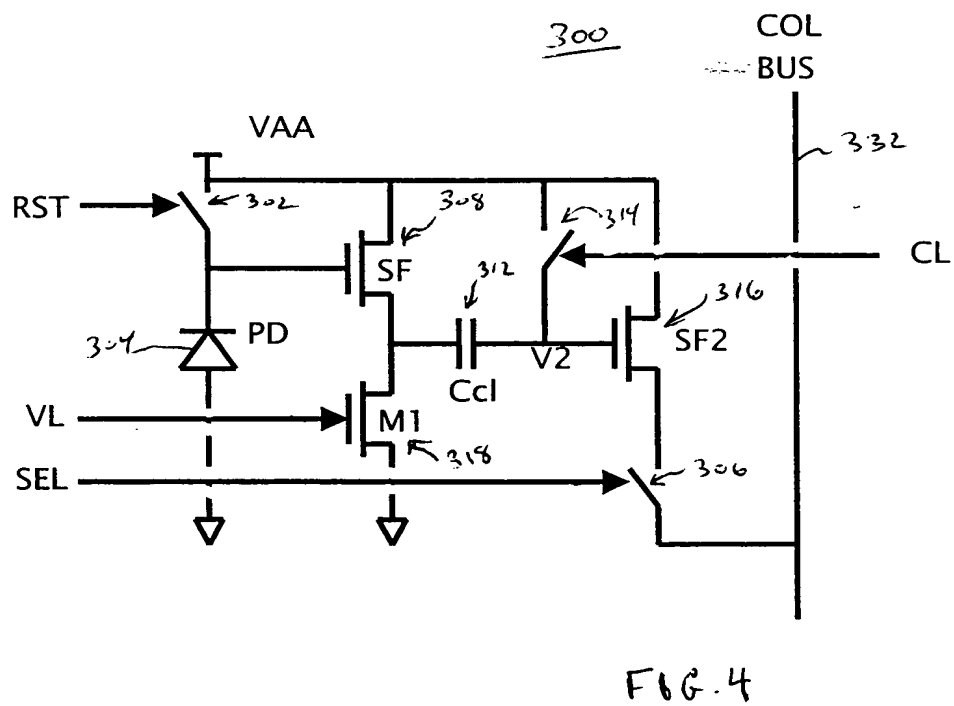 300
COL
BUS
332
VAA
RST
302
308
SF
314
CL
312
316
304
PD
V2
SF2
Ccl
VL
M1
318
SEL
306
FIG. 4